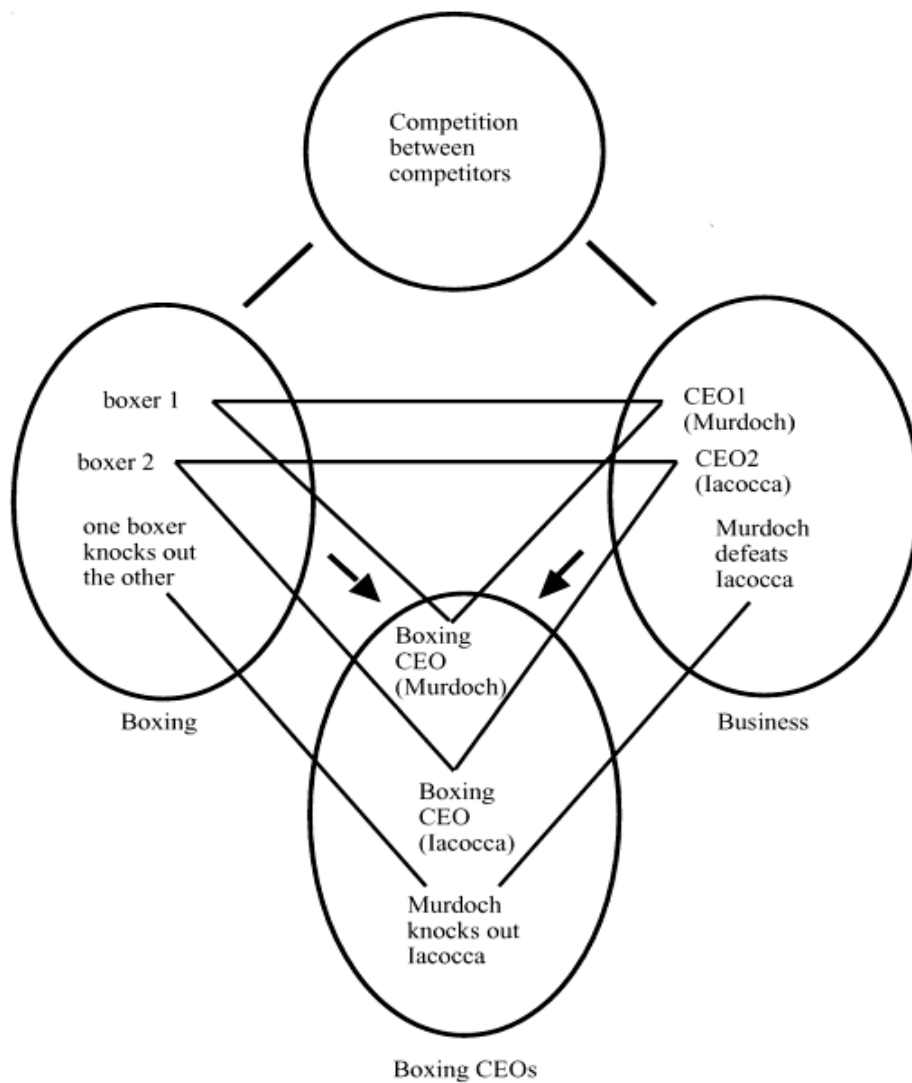 Competition
between
competitors
boxer 1
boxer 2
one boxer
knocks out
the other
Boxing
CEO1
(Murdoch)
CEO2
(Iacocca)
Murdoch
defeats
Iacocca
Business
Boxing
CEO
(Murdoch)
Boxing
CEO
(Iacocca)
Murdoch
knocks out
Iacocca
Boxing CEOs